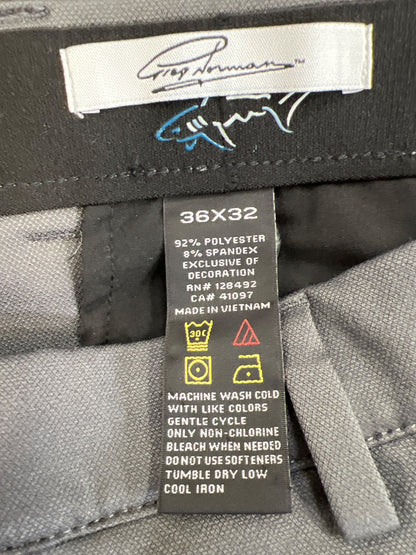 Greg Norman™
36X32
92% POLYESTER
8% SPANDEX
EXCLUSIVE OF
DECORATION
RN# 128492
CA# 41097
MADE IN VIETNAM
30C
MACHINE WASH COLD
WITH LIKE COLORS
GENTLE CYCLE
ONLY NON-CHLORINE
BLEACH WHEN NEEDED
DO NOT USE SOFTENERS
TUMBLE DRY LOW
COOL IRON